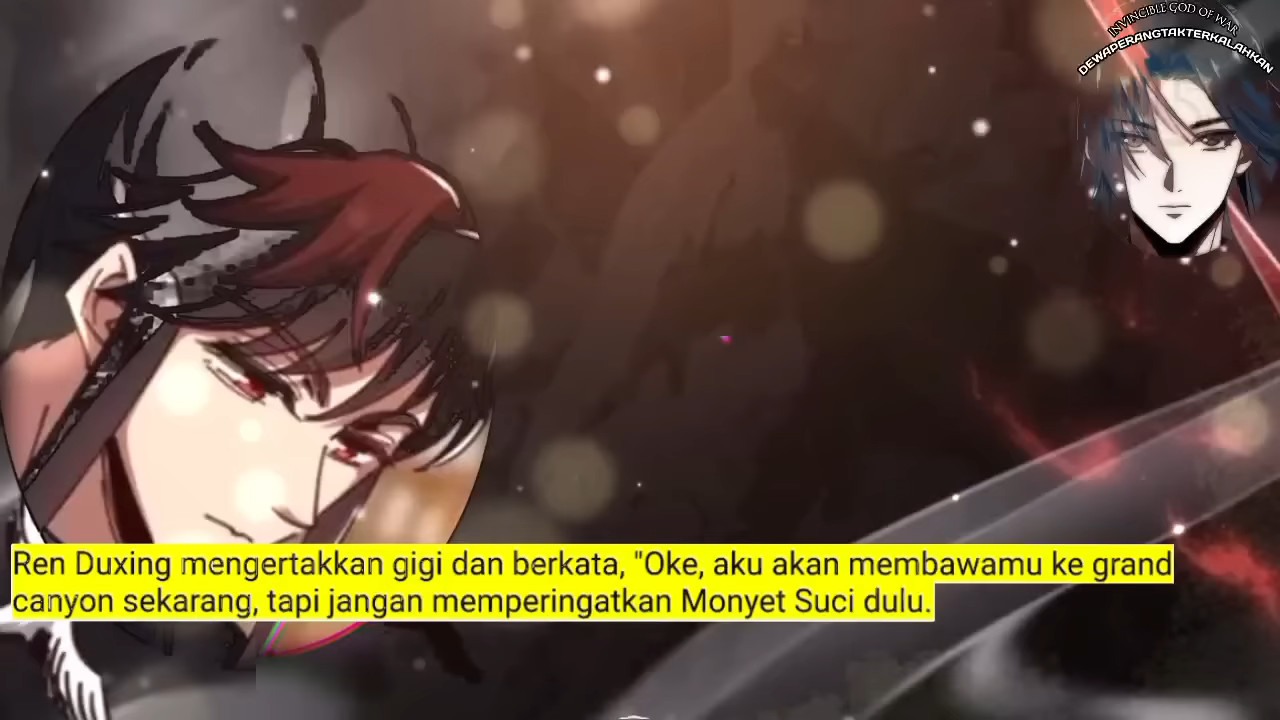 INVINCIBLE GOD OF WAR
DEWAPERANGTAKTERKALAHKAN
Ren Duxing mengertakkan gigi dan berkata, "Oke, aku akan membawamu ke grand
canyon sekarang, tapi jangan memperingatkan Monyet Suci dulu.